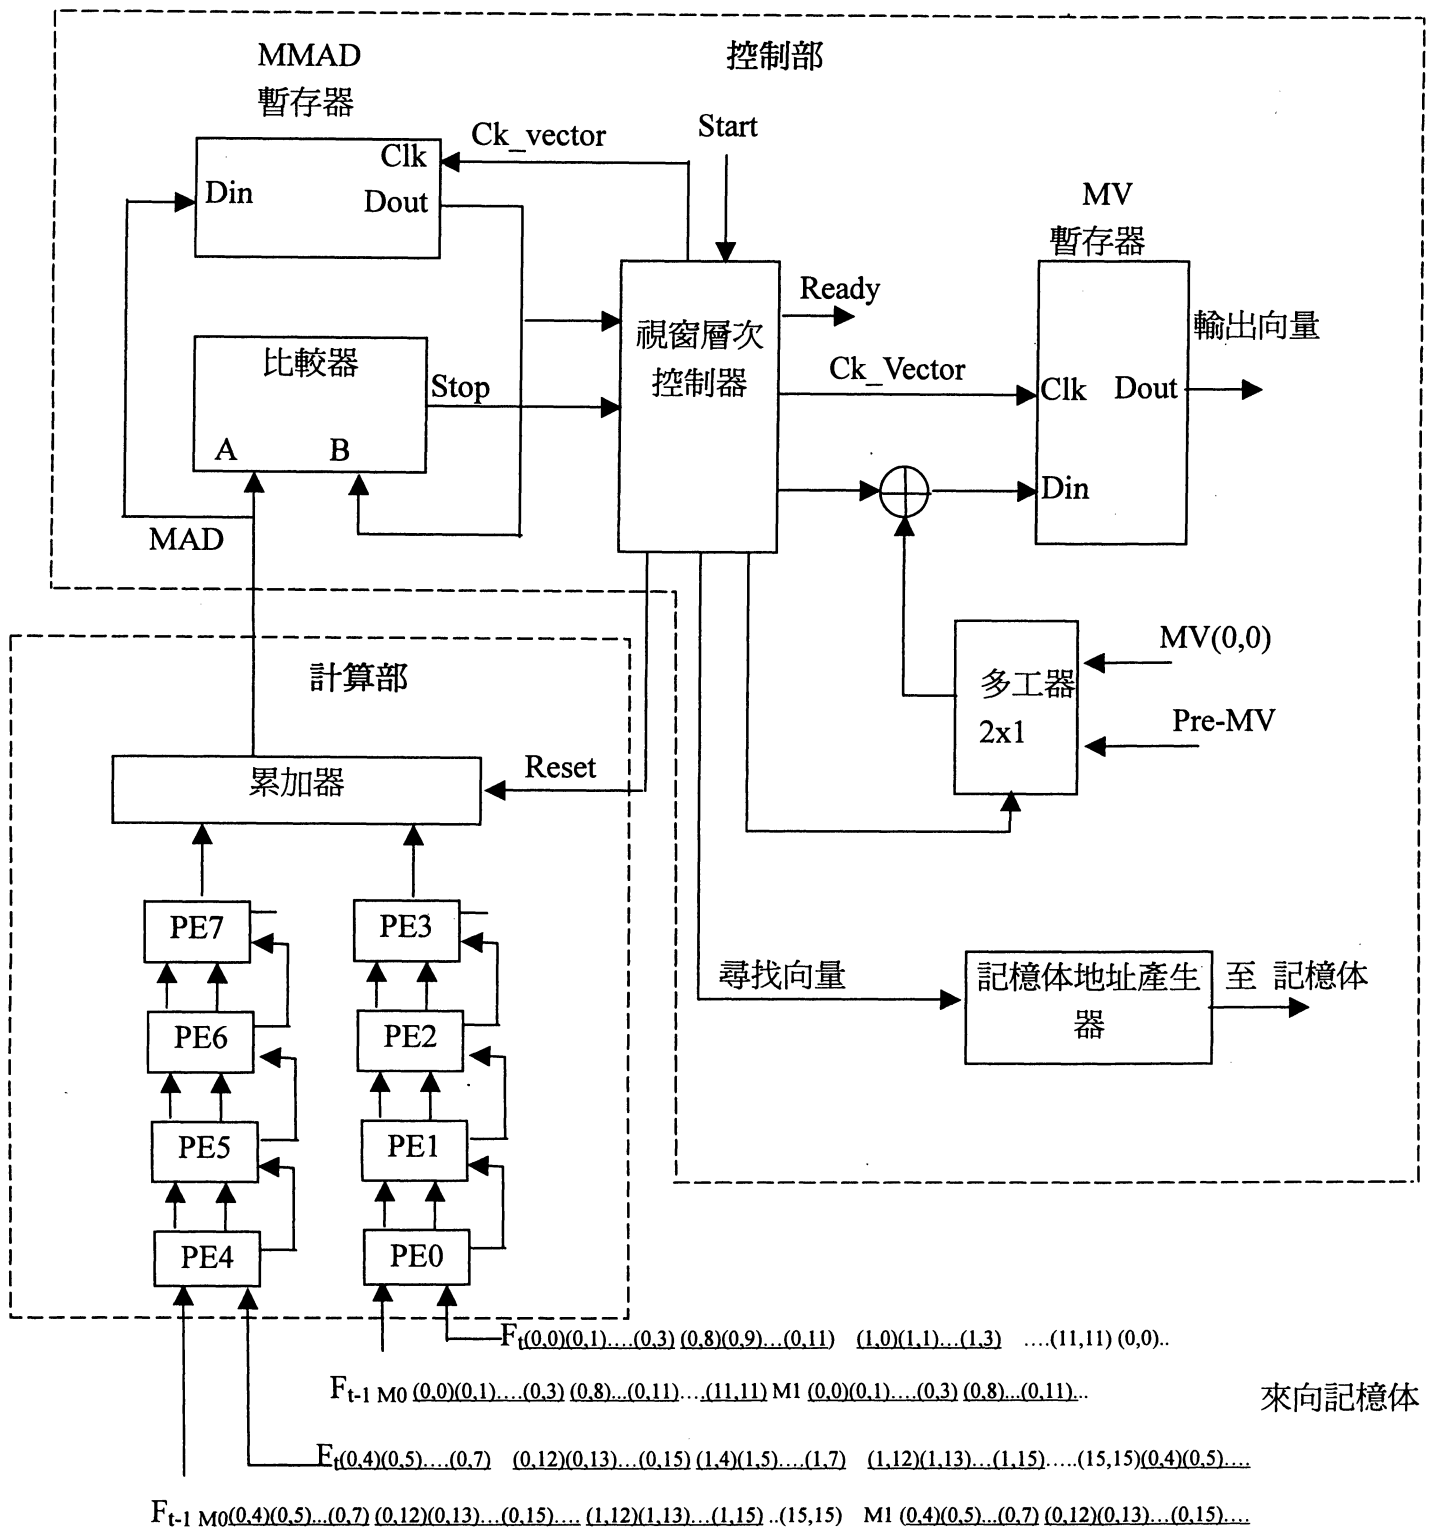 控制部
MMAD
暫存器
Ck_vector
Start
Clk
Din
Dout
MV
暫存器
Ready
視窗層次
控制器
輸出向量
比較器
Stop
Ck_Vector
Clk
Dout
A
B
Din
MAD
MV(0,0)
計算部
多工器
2x1
Pre-MV
Reset
累加器
PE7
PE3
尋找向量
記憶体地址產生
器
至 記憶体
PE6
PE2
PE5
PE1
PE4
PE0
Ft(0,0)(0,1)….(0,3) (0,8)(0,9)…(0,11) (1,0)(1,1)…(1,3) ….(11,11) (0,0)..
Ft-1 M0 (0,0)(0,1)….(0,3) (0,8)...(0,11)….(11,11) M1 (0,0)(0,1)….(0,3) (0,8)...(0,11)...
來向記憶体
Ft(0,4)(0,5)….(0,7) (0,12)(0,13)…(0,15) (1,4)(1,5)….(1,7) (1,12)(1,13)…(1,15)…..(15,15)(0,4)(0,5)….
Ft-1 M0(0,4)(0,5)...(0,7) (0,12)(0,13)…(0,15)…. (1,12)(1,13)…(1,15) ..(15,15) M1 (0,4)(0,5)...(0,7) (0,12)(0,13)…(0,15)….